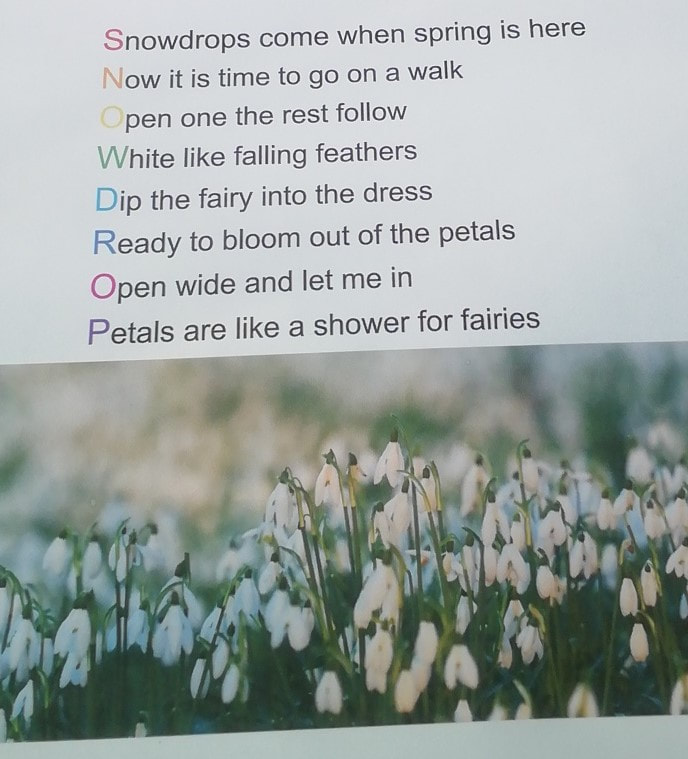 Snowdrops come when spring is here
Now it is time to go on a walk
Open one the rest follow
White like falling feathers
Dip the fairy into the dress
Ready to bloom out of the petals
Open wide and let me in
Petals are like a shower for fairies